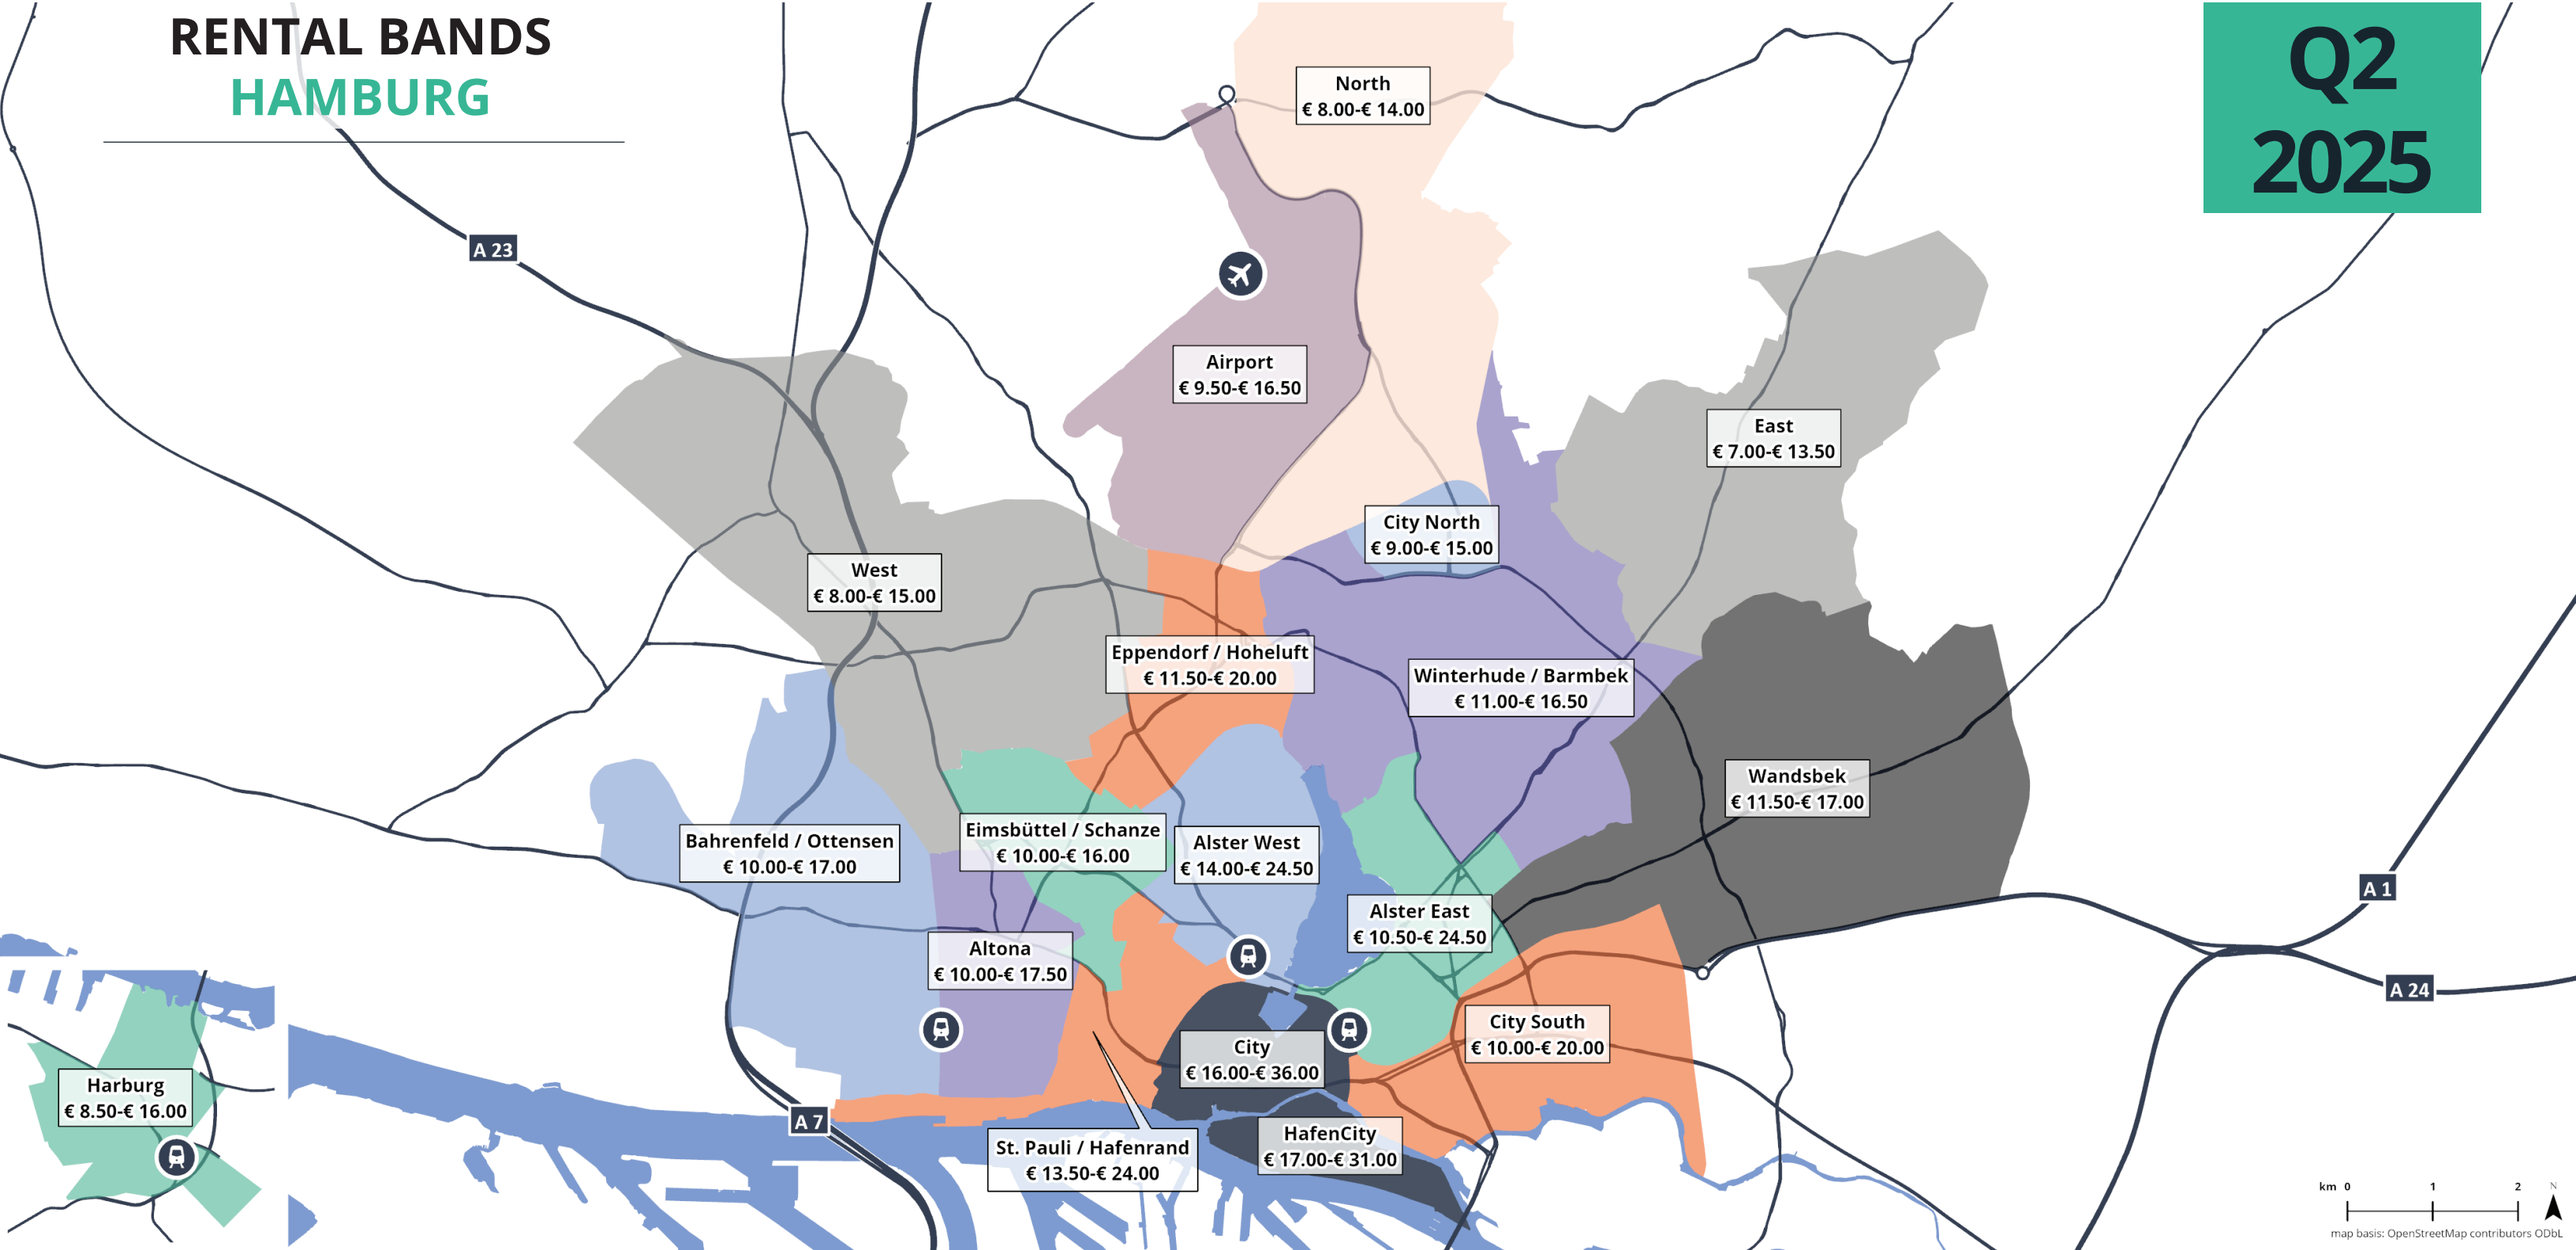 RENTAL BANDS
HAMBURG
Q2
2025
North
€ 8.00-€ 14.00
A 23
Airport
€ 9.50-€ 16.50
East
€ 7.00-€ 13.50
City North
€ 9.00-€ 15.00
West
€ 8.00-€ 15.00
Eppendorf / Hoheluft
€ 11.50-€ 20.00
Winterhude / Barmbek
€ 11.00-€ 16.50
Wandsbek
€ 11.50-€ 17.00
Bahrenfeld / Ottensen
€ 10.00-€ 17.00
Eimsbüttel / Schanze
€ 10.00-€ 16.00
Alster West
€ 14.00-€ 24.50
A 1
Alster East
€ 10.50-€ 24.50
Altona
€ 10.00-€ 17.50
A 24
City South
€ 10.00-€ 20.00
City
€ 16.00-€ 36.00
Harburg
€ 8.50-€ 16.00
A 7
HafenCity
€ 17.00-€ 31.00
St. Pauli / Hafenrand
€ 13.50-€ 24.00
km 0 1 2 N
map basis: OpenStreetMap contributors ODbL